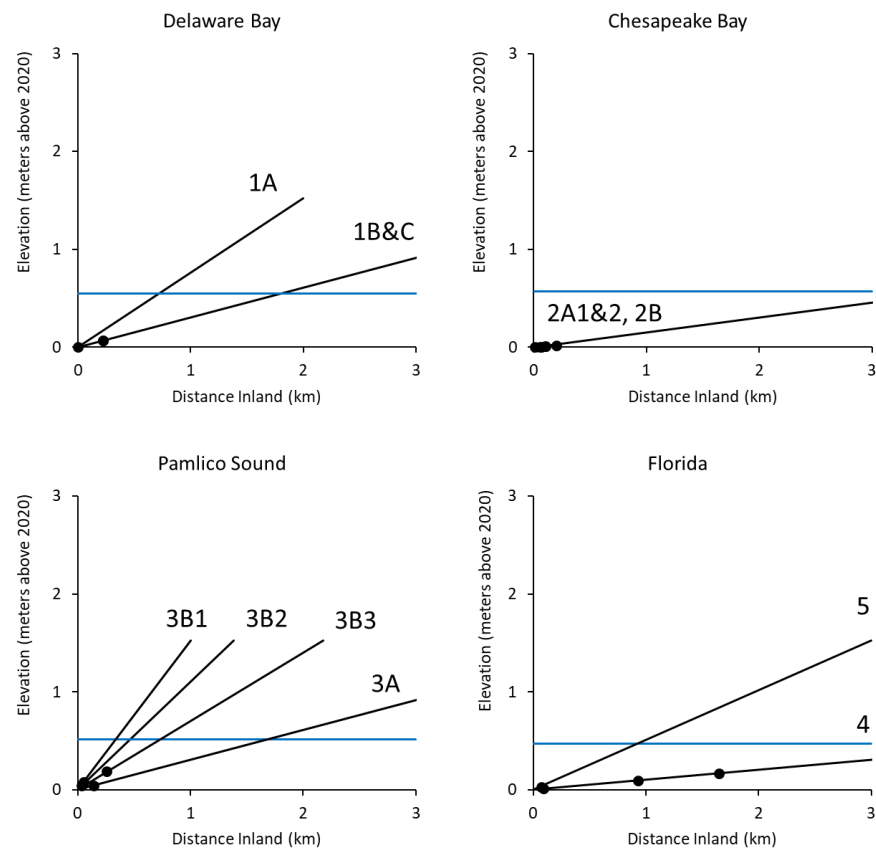 Delaware Bay
Elevation (meters above 2020)
3
2
1
0
1A
1B&C
0 1 2 3
Distance Inland (km)
Chesapeake Bay
Elevation (meters above 2020)
3
2
1
0
2A1&2, 2B
0 1 2 3
Distance Inland (km)
Pamlico Sound
Elevation (meters above 2020)
3
2
1
0
3B1 3B2 3B3
3A
0 1 2 3
Distance Inland (km)
Florida
Elevation (meters above 2020)
3
2
1
0
5
4
0 1 2 3
Distance Inland (km)